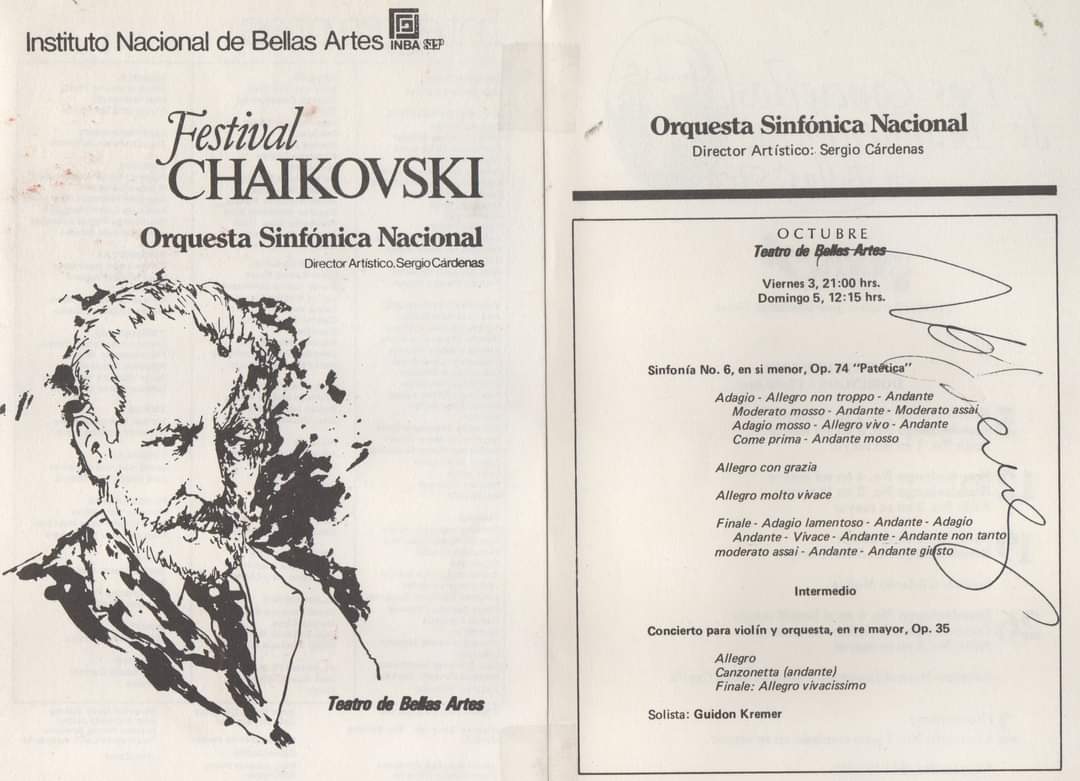 Instituto Nacional de Bellas Artes
INBA SEP
Festival
CHAIKOVSKI
Orquesta Sinfónica Nacional
Director Artístico. Sergio Cárdenas
Teatro de Bellas Artes
Orquesta Sinfónica Nacional
Director Artístico: Sergio Cárdenas
OCTUBRE
Teatro de Bellas Artes
Viernes 3, 21:00 hrs.
Domingo 5, 12:15 hrs.
Sinfonía No. 6, en si menor, Op. 74 "Patética"
Adagio - Allegro non troppo - Andante
Moderato mosso - Andante - Moderato assai
Adagio mosso - Allegro vivo - Andante
Come prima - Andante mosso
Allegro con grazia
Allegro molto vivace
Finale - Adagio lamentoso - Andante - Adagio
Andante - Vivace - Andante - Andante non tanto
moderato assai - Andante - Andante giusto
Intermedio
Concierto para violín y orquesta, en re mayor, Op. 35
Allegro
Canzonetta (andante)
Finale: Allegro vivacissimo
Solista: Guidon Kremer